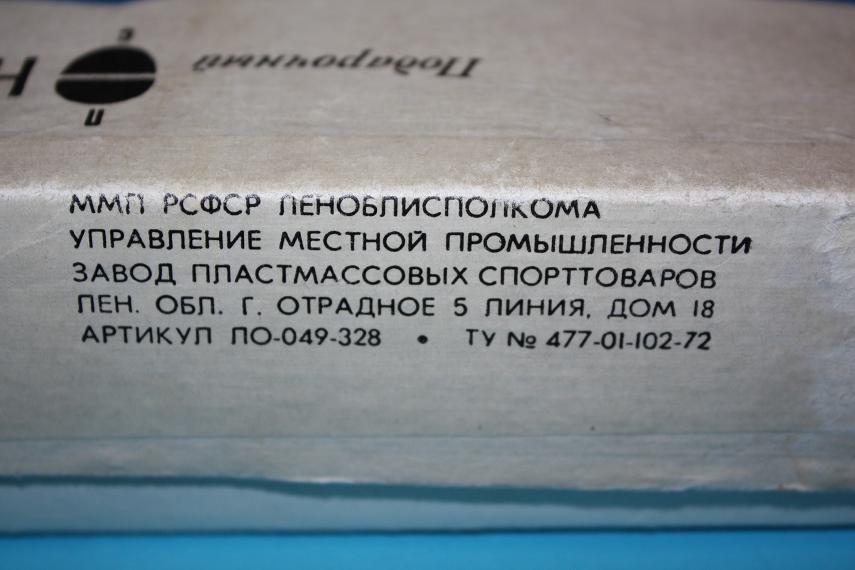 Подарочный
ММП РСФСР ЛЕНОБЛИСПОЛКОМА
УПРАВЛЕНИЕ МЕСТНОЙ ПРОМЫШЛЕННОСТИ
ЗАВОД ПЛАСТМАССОВЫХ СПОРТТОВАРОВ
ЛЕН. ОБЛ. Г. ОТРАДНОЕ 5 ЛИНИЯ, ДОМ 18
АРТИКУЛ ЛО-049-328 • ТУ № 477-01-102-72